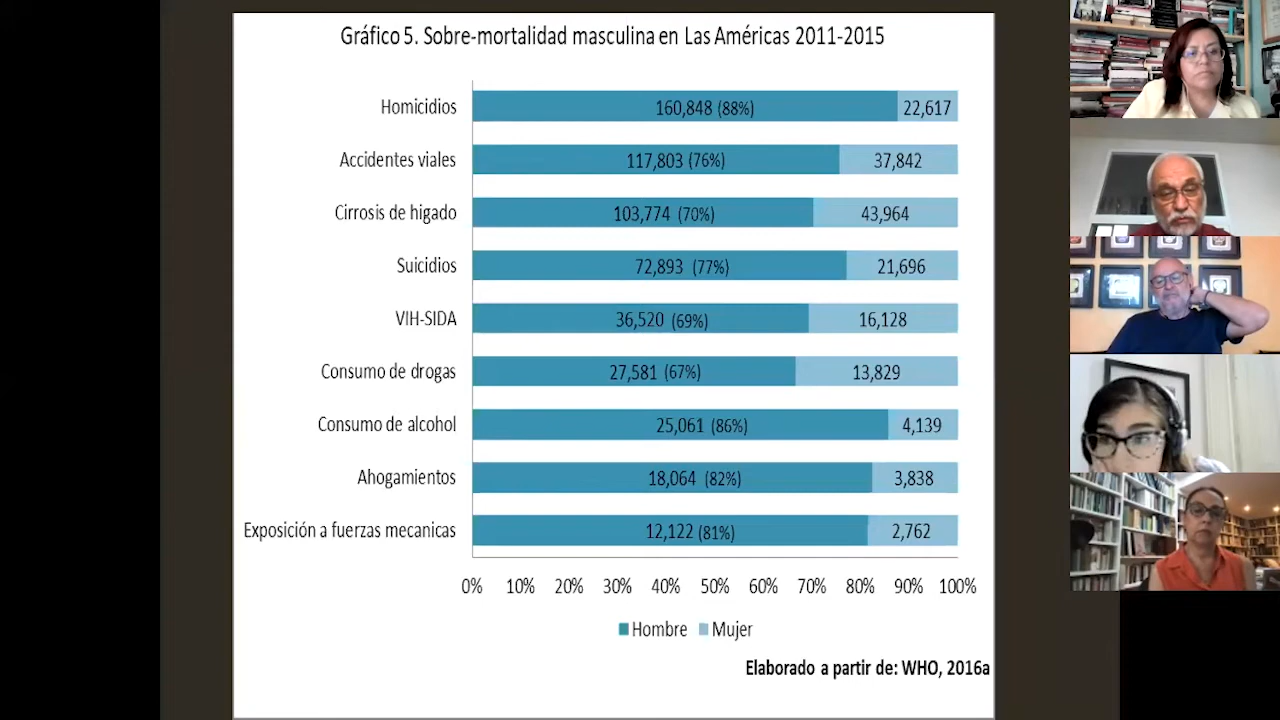 Gráfico 5. Sobre-mortalidad masculina en Las Américas 2011-2015
Homicidios 160,848 (88%) 22,617
Accidentes viales 117,803 (76%) 37,842
Cirrosis de higado 103,774 (70%) 43,964
Suicidios 72,893 (77%) 21,696
VIH-SIDA 36,520 (69%) 16,128
Consumo de drogas 27,581 (67%) 13,829
Consumo de alcohol 25,061 (86%) 4,139
Ahogamientos 18,064 (82%) 3,838
Exposición a fuerzas mecanicas 12,122 (81%) 2,762
0% 10% 20% 30% 40% 50% 60% 70% 80% 90% 100%
Hombre Mujer
Elaborado a partir de: WHO, 2016a